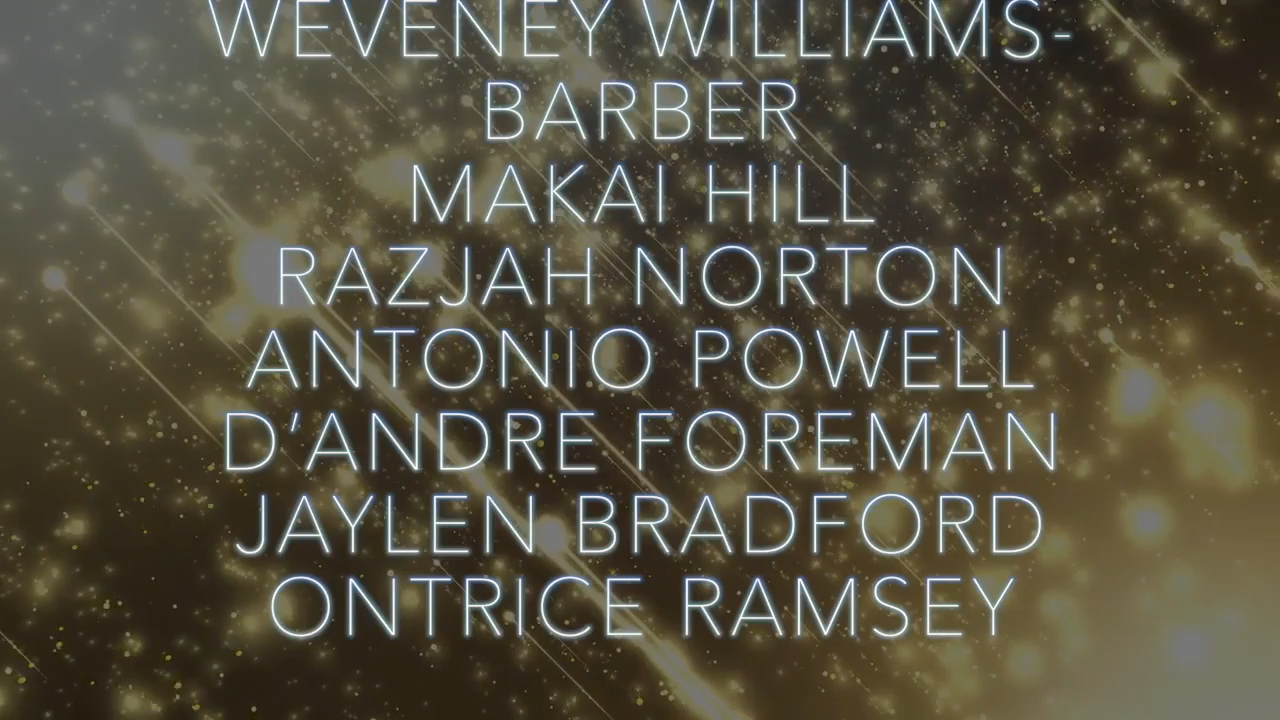 WEVENEY WILLIAMS-
BARBER
MAKAI HILL
RAZJAH NORTON
ANTONIO POWELL
D'ANDRE FOREMAN
JAYLEN BRADFORD
ONTRICE RAMSEY